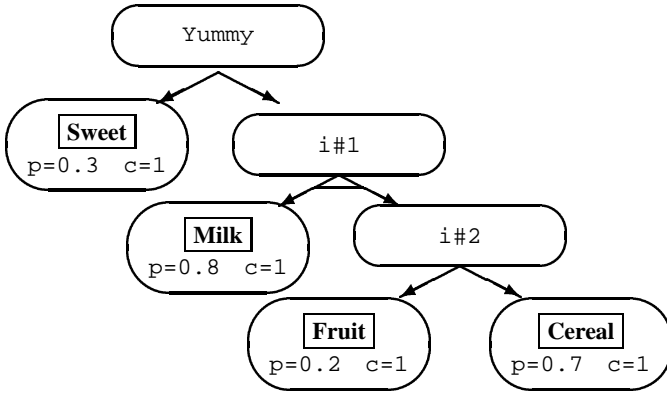 Yummy
Sweet
p=0.3 c=1
i#1
Milk
p=0.8 c=1
i#2
Fruit
p=0.2 c=1
Cereal
p=0.7 c=1